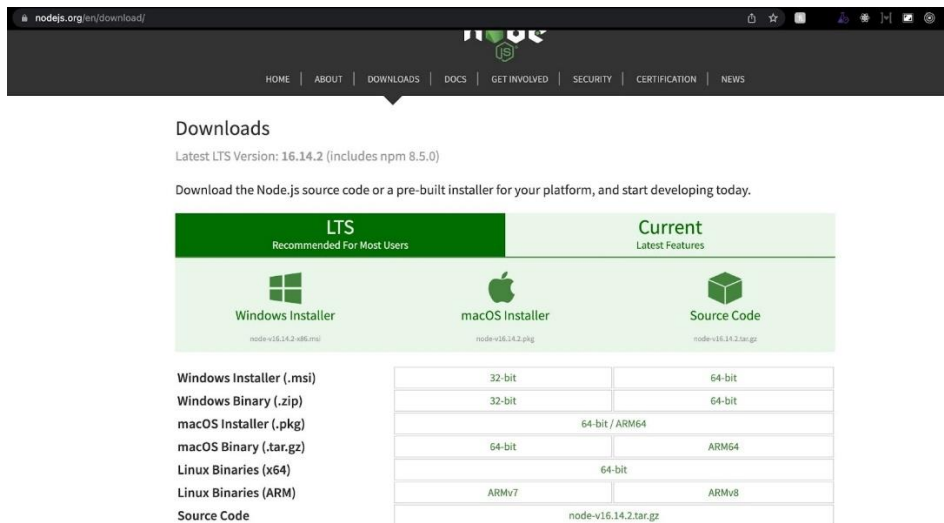 nodejs.org/en/download/
JS
HOME | ABOUT | DOWNLOADS | DOCS | GET INVOLVED | SECURITY | CERTIFICATION | NEWS
Downloads
Latest LTS Version: 16.14.2 (includes npm 8.5.0)
Download the Node.js source code or a pre-built installer for your platform, and start developing today.
LTS Current
Recommended For Most Users Latest Features
Windows Installer macOS Installer Source Code
node-v16.14.2-x86.msi node-v16.14.2.pkg node-v16.14.2.tar.gz
Windows Installer (.msi) 32-bit 64-bit
Windows Binary (.zip) 32-bit 64-bit
macOS Installer (.pkg) 64-bit / ARM64
macOS Binary (.tar.gz) 64-bit ARM64
Linux Binaries (x64) 64-bit
Linux Binaries (ARM) ARMv7 ARMv8
Source Code node-v16.14.2.tar.gz